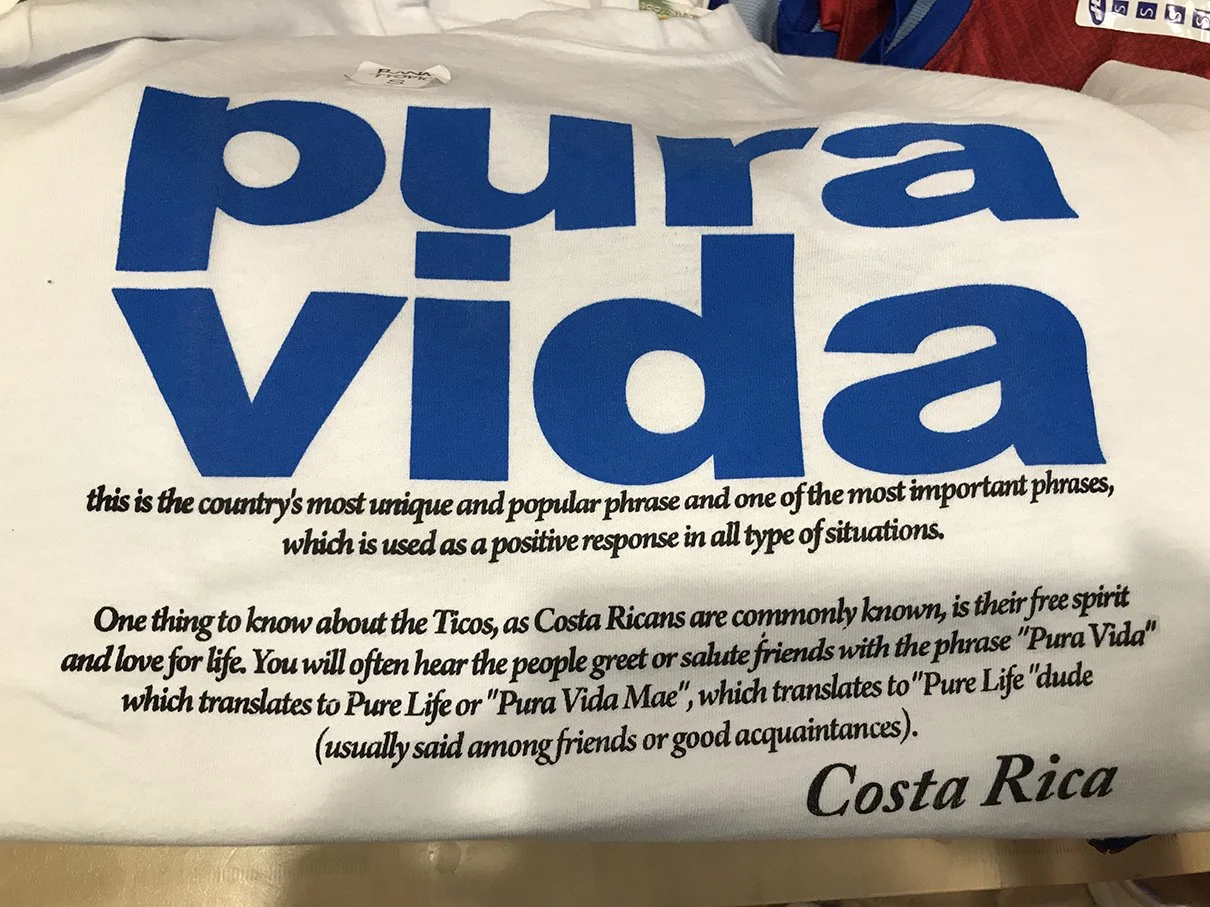 BANA
TROPICA
S
pura
vida
this is the country's most unique and popular phrase and one of the most important phrases,
which is used as a positive response in all type of situations.
One thing to know about the Ticos, as Costa Ricans are commonly known, is their free spirit
and love for life. You will often hear the people greet or salute friends with the phrase "Pura Vida"
which translates to Pure Life or "Pura Vida Mae", which translates to "Pure Life "dude
(usually said among friends or good acquaintances).
Costa Rica
S S S S